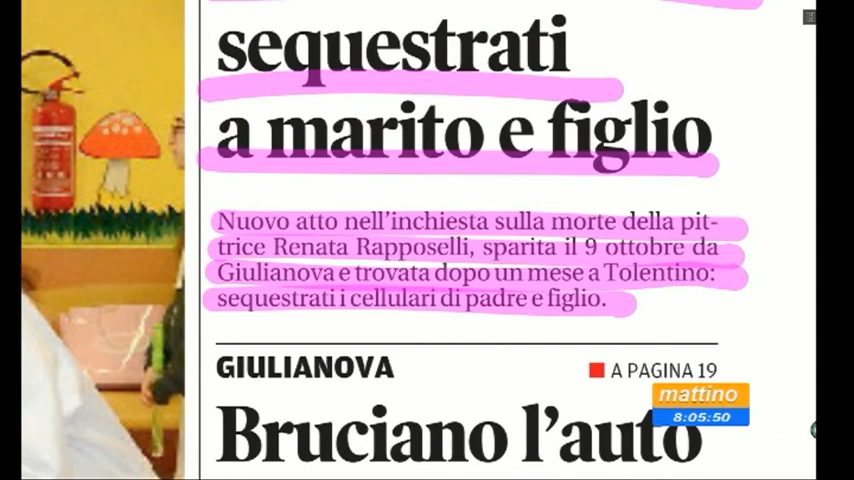 sequestrati
a marito e figlio
Nuovo atto nell'inchiesta sulla morte della pit-
trice Renata Rapposelli, sparita il 9 ottobre da
Giulianova e trovata dopo un mese a Tolentino:
sequestrati i cellulari di padre e figlio.
GIULIANOVA
A PAGINA 19
mattino
8:05:50
Bruciano l'auto